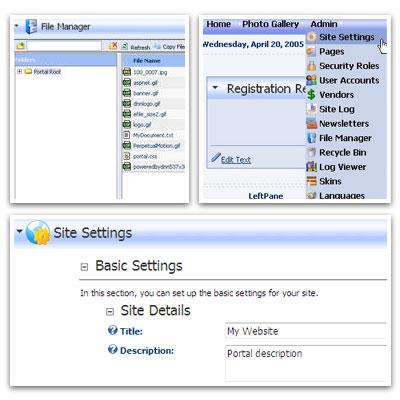 File Manager
Refresh
Copy File
Folders
File Name
Portal Root
100_0007.jpg
aspnet.gif
banner.gif
dnnlogo.gif
efile_size2.gif
logo.gif
MyDocument.txt
PerpetualMotion.gif
portal.css
poweredbydnn537x3
Home Photo Gallery Admin
Wednesday, April 20, 2005
Site Settings
Pages
Security Roles
User Accounts
Vendors
Site Log
Newsletters
File Manager
Recycle Bin
Log Viewer
Skins
Languages
Registration Re
Edit Text
LeftPane
Site Settings
Basic Settings
In this section, you can set up the basic settings for your site.
Site Details
Title: My Website
Description: Portal description